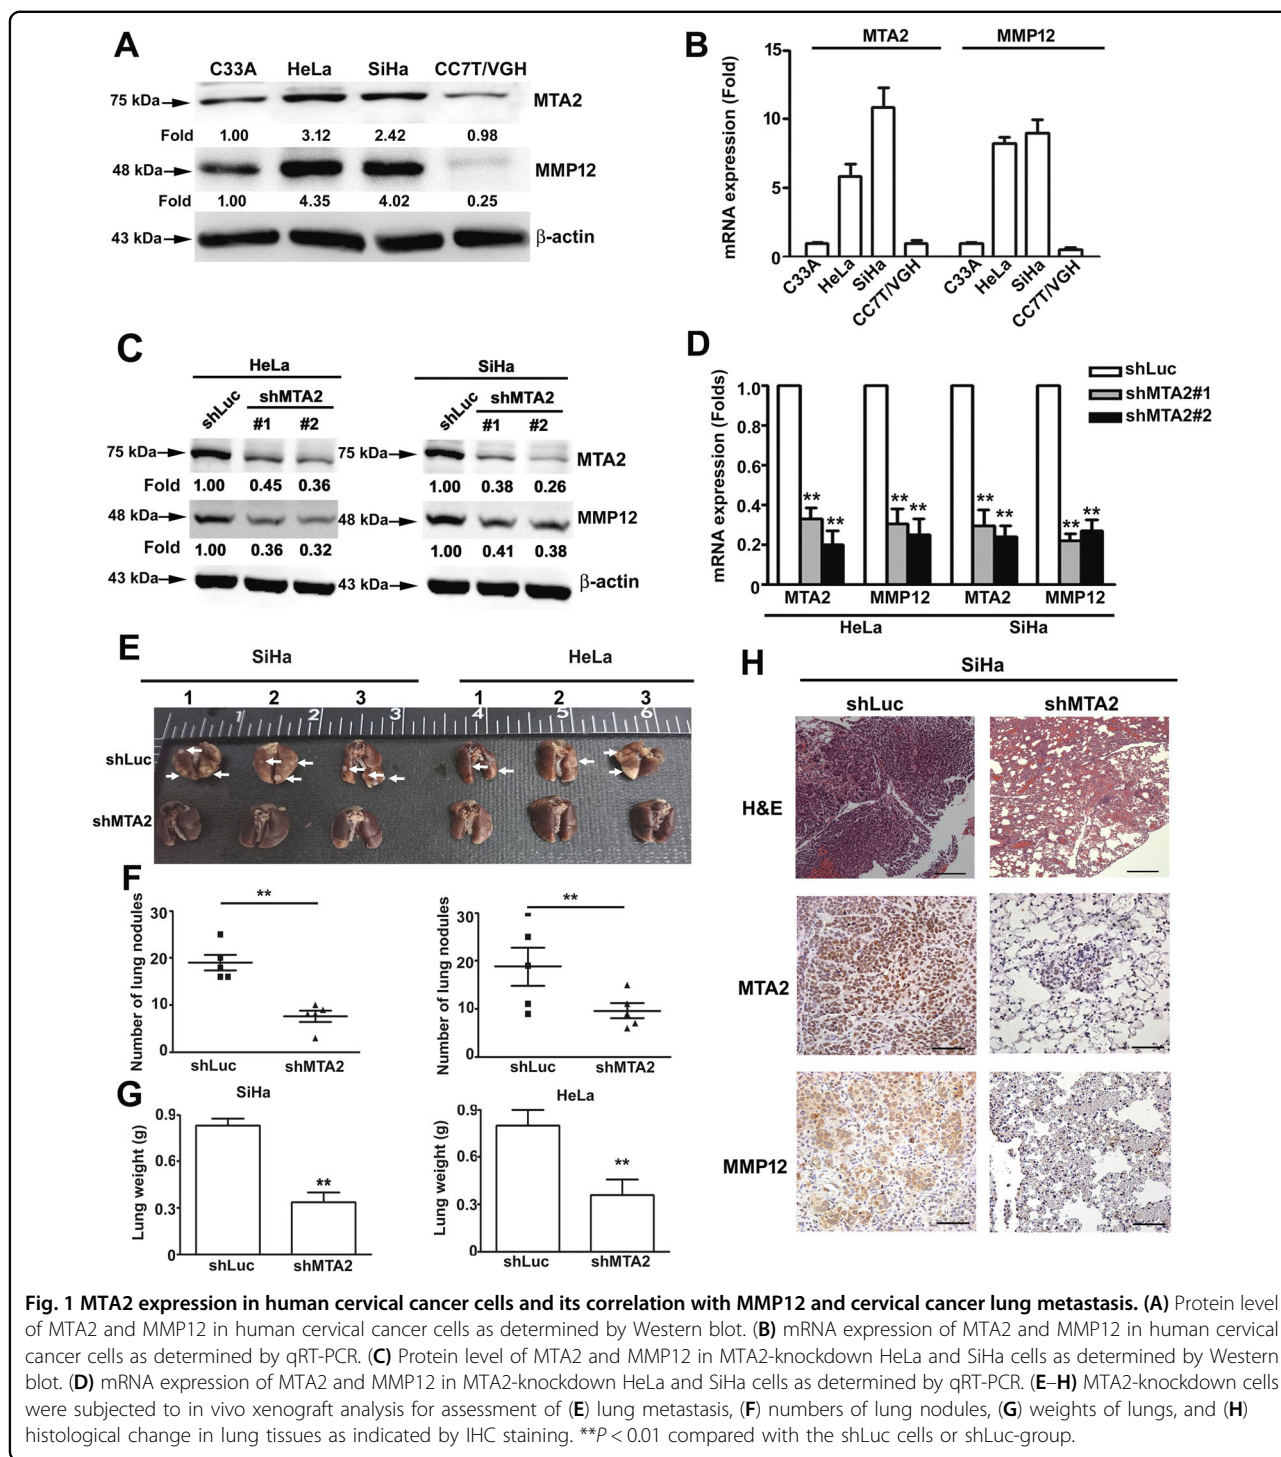 A
C33A HeLa SiHa CC7T/VGH
75 kDa MTA2
Fold 1.00 3.12 2.42 0.98
48 kDa MMP12
Fold 1.00 4.35 4.02 0.25
43 kDa β-actin
B
MTA2 MMP12
mRNA expression (Fold)
15
10
5
0
C33A HeLa SiHa CC7T/VGH C33A HeLa SiHa CC7T/VGH
C
HeLa SiHa
shLuc shMTA2 shLuc shMTA2
#1 #2 #1 #2
75 kDa 75 kDa MTA2
Fold 1.00 0.45 0.36 1.00 0.38 0.26
48 kDa 48 kDa MMP12
Fold 1.00 0.36 0.32 1.00 0.41 0.38
43 kDa 43 kDa β-actin
D
shLuc
shMTA2#1
shMTA2#2
mRNA expression (Folds)
1.0
0.8
0.6
0.4
0.2
0
** ** ** ** ** ** ** **
MTA2 MMP12 MTA2 MMP12
HeLa SiHa
E
SiHa HeLa
1 2 3 1 2 3
1 2 3 4 5 6
shLuc
shMTA2
F
Number of lung nodules
30
20
10
0
**
shLuc shMTA2
SiHa
Number of lung nodules
30
20
10
0
**
shLuc shMTA2
HeLa
G
Lung weight (g)
0.9
0.6
0.3
0
**
shLuc shMTA2
Lung weight (g)
0.9
0.6
0.3
0
**
shLuc shMTA2
H
SiHa
shLuc shMTA2
H&E
MTA2
MMP12
Fig. 1 MTA2 expression in human cervical cancer cells and its correlation with MMP12 and cervical cancer lung metastasis. (A) Protein level
of MTA2 and MMP12 in human cervical cancer cells as determined by Western blot. (B) mRNA expression of MTA2 and MMP12 in human cervical
cancer cells as determined by qRT-PCR. (C) Protein level of MTA2 and MMP12 in MTA2-knockdown HeLa and SiHa cells as determined by Western
blot. (D) mRNA expression of MTA2 and MMP12 in MTA2-knockdown HeLa and SiHa cells as determined by qRT-PCR. (E–H) MTA2-knockdown cells
were subjected to in vivo xenograft analysis for assessment of (E) lung metastasis, (F) numbers of lung nodules, (G) weights of lungs, and (H)
histological change in lung tissues as indicated by IHC staining. **P < 0.01 compared with the shLuc cells or shLuc-group.